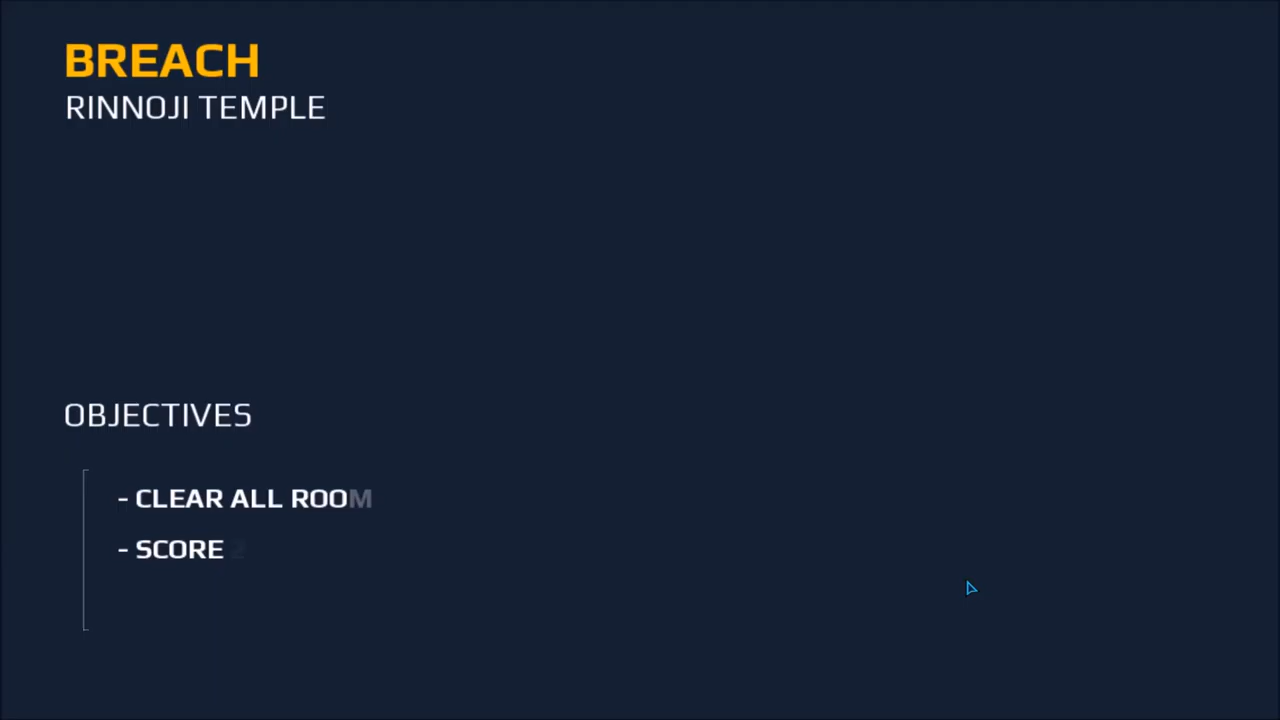 BREACH
RINNOJI TEMPLE
OBJECTIVES
- CLEAR ALL ROOM
- SCORE